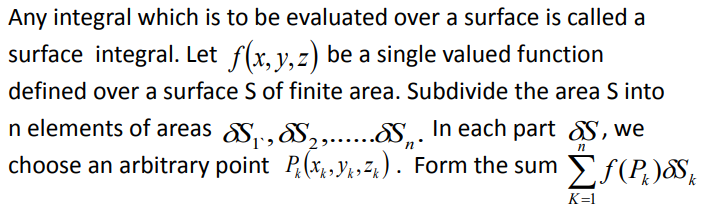 Any integral which is to be evaluated over a surface is called a
surface integral. Let f(x, y, z) be a single valued function
defined over a surface S of finite area. Subdivide the area S into
n elements of areas δS₁, δS₂,......δSₙ. In each part δS, we
choose an arbitrary point Pₖ(xₖ, yₖ, zₖ). Form the sum ∑_{K=1}^{n} f(Pₖ)δSₖ